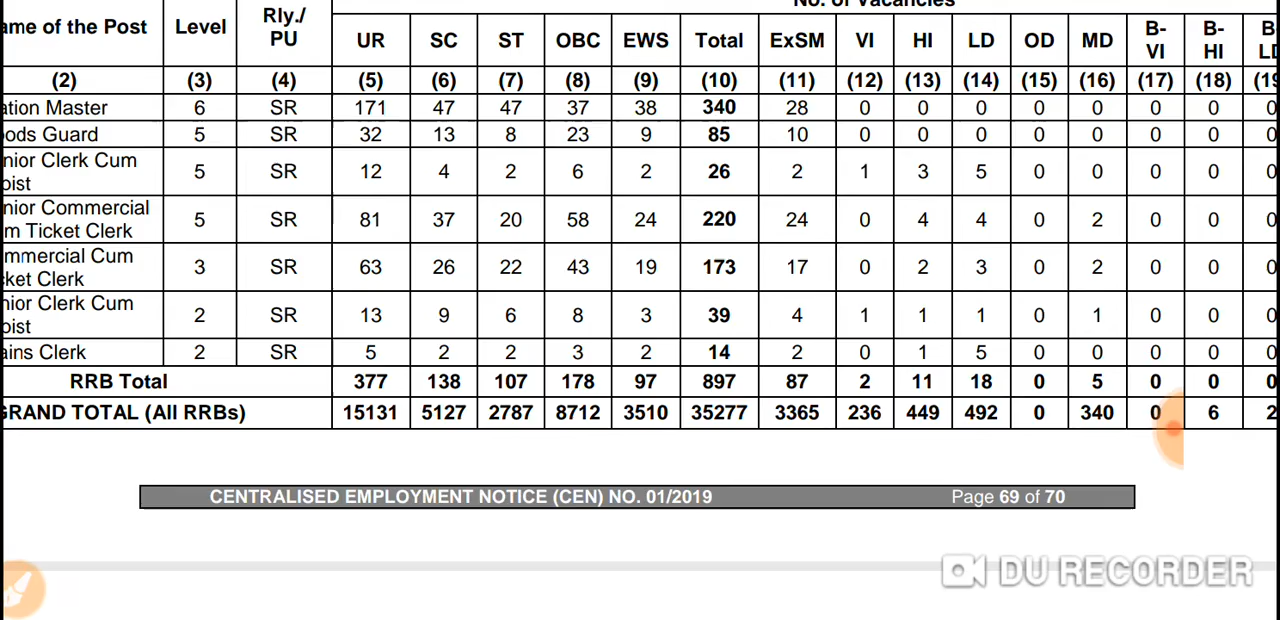 No. of Vacancies
ame of the Post Level Rly./ PU UR SC ST OBC EWS Total ExSM VI HI LD OD MD B-VI B-HI B LD
(2) (3) (4) (5) (6) (7) (8) (9) (10) (11) (12) (13) (14) (15) (16) (17) (18) (19
ation Master 6 SR 171 47 47 37 38 340 28 0 0 0 0 0 0 0 0
oods Guard 5 SR 32 13 8 23 9 85 10 0 0 0 0 0 0 0 0
nior Clerk Cum
pist 5 SR 12 4 2 6 2 26 2 1 3 5 0 0 0 0 0
nior Commercial
m Ticket Clerk 5 SR 81 37 20 58 24 220 24 0 4 4 0 2 0 0 0
mmercial Cum
cket Clerk 3 SR 63 26 22 43 19 173 17 0 2 3 0 2 0 0 0
nior Clerk Cum
pist 2 SR 13 9 6 8 3 39 4 1 1 1 0 1 0 0 0
ains Clerk 2 SR 5 2 2 3 2 14 2 0 1 5 0 0 0 0 0
RRB Total 377 138 107 178 97 897 87 2 11 18 0 5 0 0 0
GRAND TOTAL (All RRBs) 15131 5127 2787 8712 3510 35277 3365 236 449 492 0 340 0 6 2
CENTRALISED EMPLOYMENT NOTICE (CEN) NO. 01/2019 Page 69 of 70
DU RECORDER